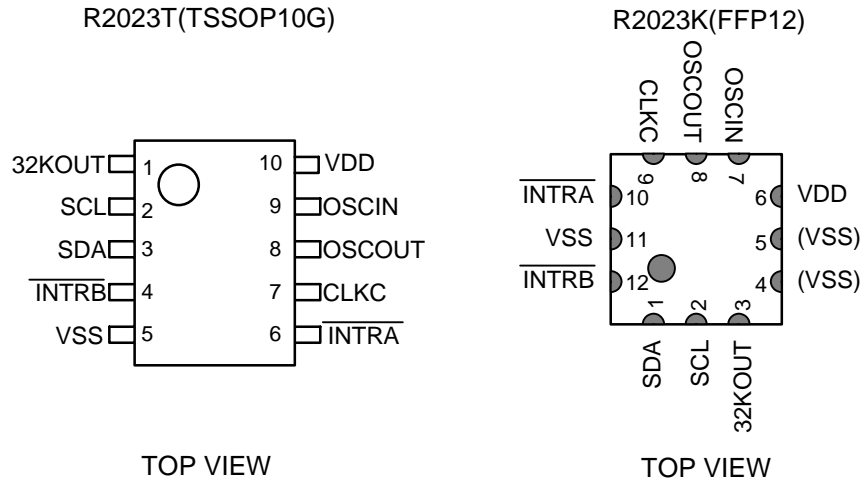 R2023T(TSSOP10G)
32KOUT 1 10 VDD
SCL 2 9 OSCIN
SDA 3 8 OSCOUT
INTRB 4 7 CLKC
VSS 5 6 INTRA
TOP VIEW
R2023K(FFP12)
CLKC OSCOUT OSCIN
9 8 7
INTRA 10 6 VDD
VSS 11 5 (VSS)
INTRB 12 4 (VSS)
1 2 3
SDA SCL 32KOUT
TOP VIEW